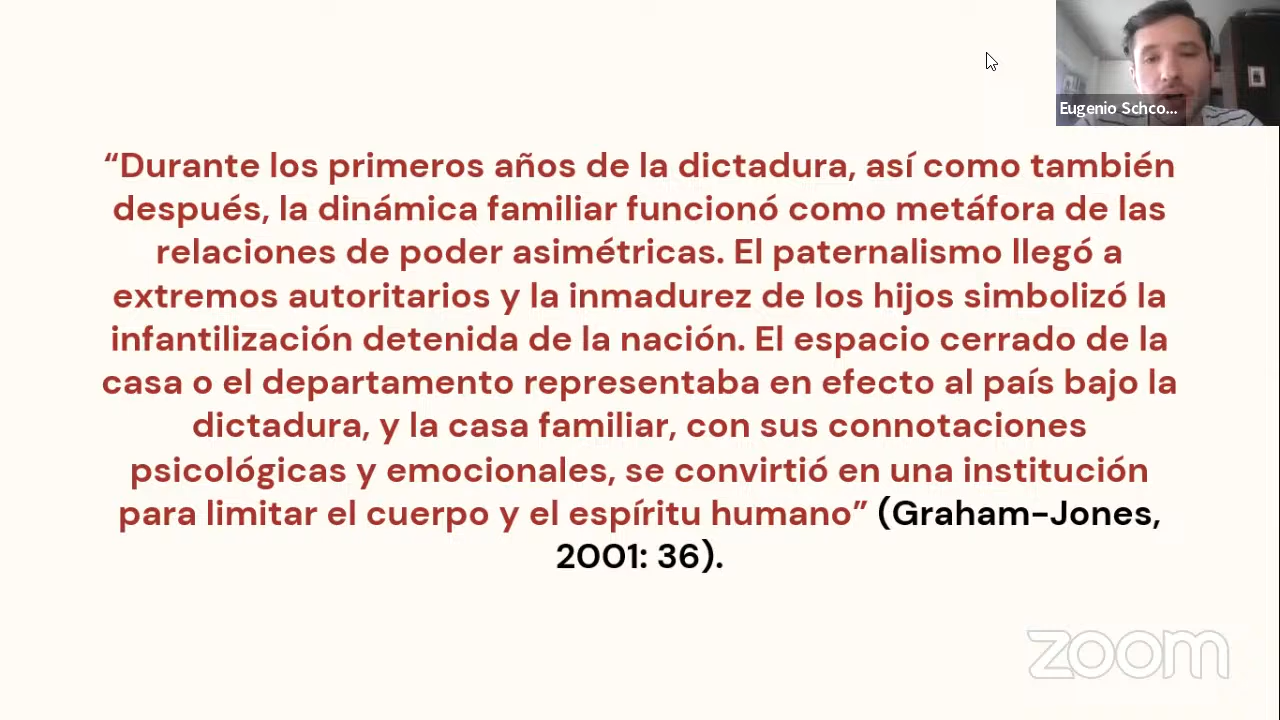 Eugenio Schco...
“Durante los primeros años de la dictadura, así como también
después, la dinámica familiar funcionó como metáfora de las
relaciones de poder asimétricas. El paternalismo llegó a
extremos autoritarios y la inmadurez de los hijos simbolizó la
infantilización detenida de la nación. El espacio cerrado de la
casa o el departamento representaba en efecto al país bajo la
dictadura, y la casa familiar, con sus connotaciones
psicológicas y emocionales, se convirtió en una institución
para limitar el cuerpo y el espíritu humano” (Graham-Jones,
2001: 36).
zoom